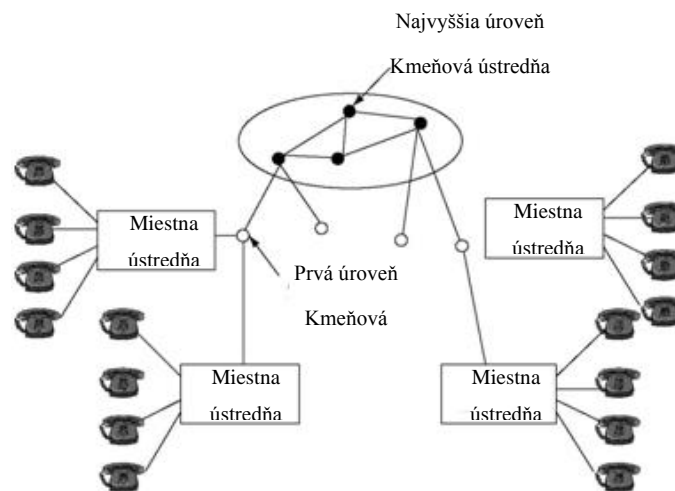 Najvyššia úroveň
Kmeňová ústredňa
Miestna
ústredňa
Miestna
ústredňa
Prvá úroveň
Kmeňová
Miestna
ústredňa
Miestna
ústredňa